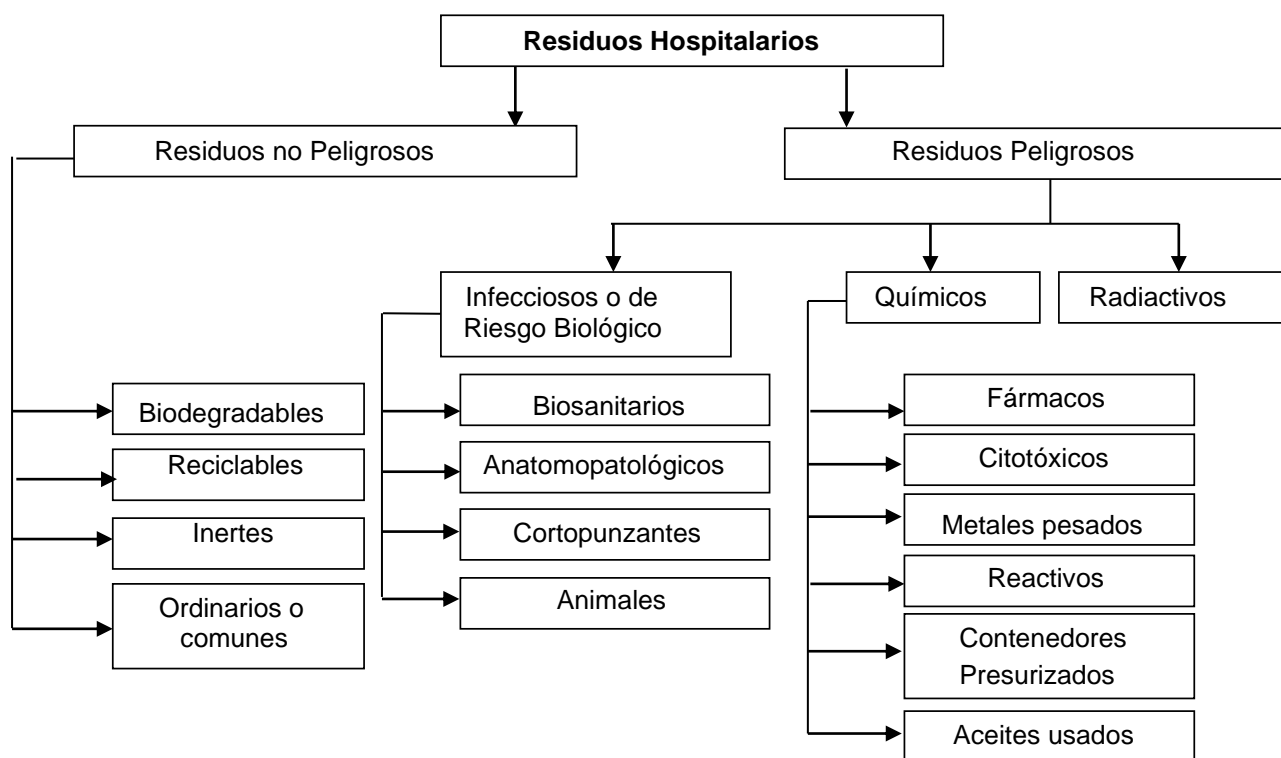 Residuos Hospitalarios
Residuos no Peligrosos
Residuos Peligrosos
Infecciosos o de
Riesgo Biológico
Químicos
Radiactivos
Biodegradables
Reciclables
Inertes
Ordinarios o
comunes
Biosanitarios
Anatomopatológicos
Cortopunzantes
Animales
Fármacos
Citotóxicos
Metales pesados
Reactivos
Contenedores
Presurizados
Aceites usados